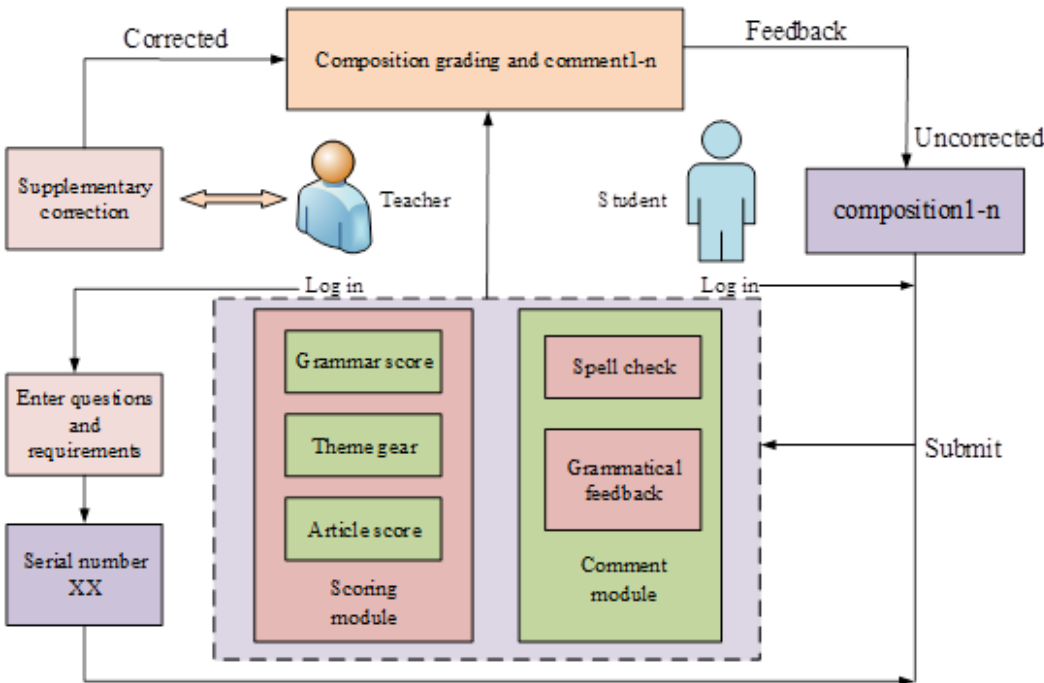 Corrected
Composition grading and comment1-n
Feedback
Uncorrected
Supplementary
correction
Teacher
Student
composition1-n
Log in
Log in
Grammar score
Spell check
Enter questions
and
requirements
Theme gear
Grammatical
feedback
Submit
Article score
Serial number
XX
Scoring
module
Comment
module